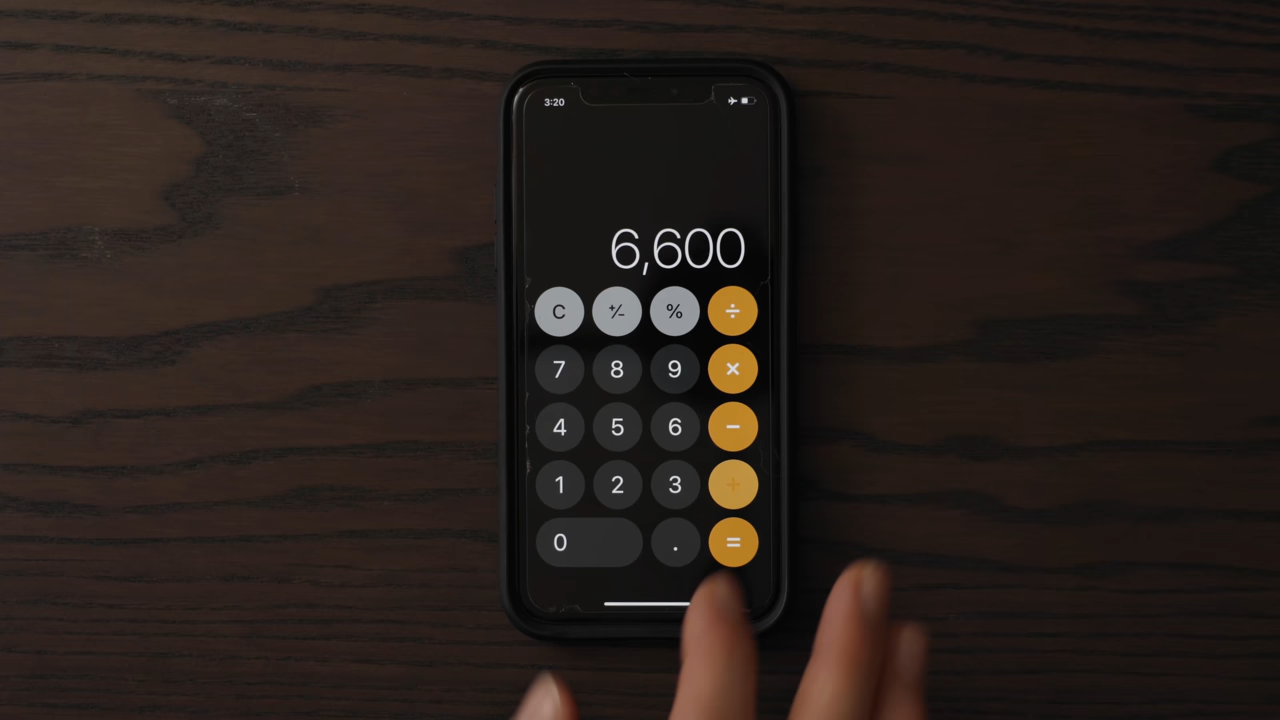 3:20
6,600
C ⁺/₋ % ÷
7 8 9 ×
4 5 6 −
1 2 3 +
0 . =